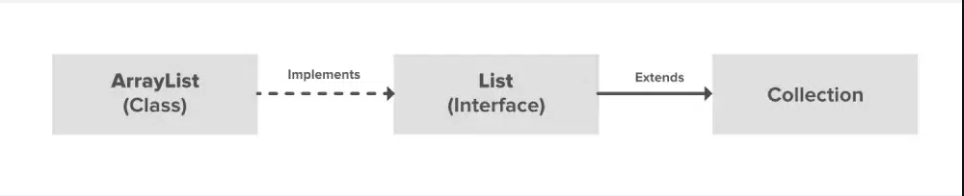 ArrayList
(Class)
Implements
List
(Interface)
Extends
Collection